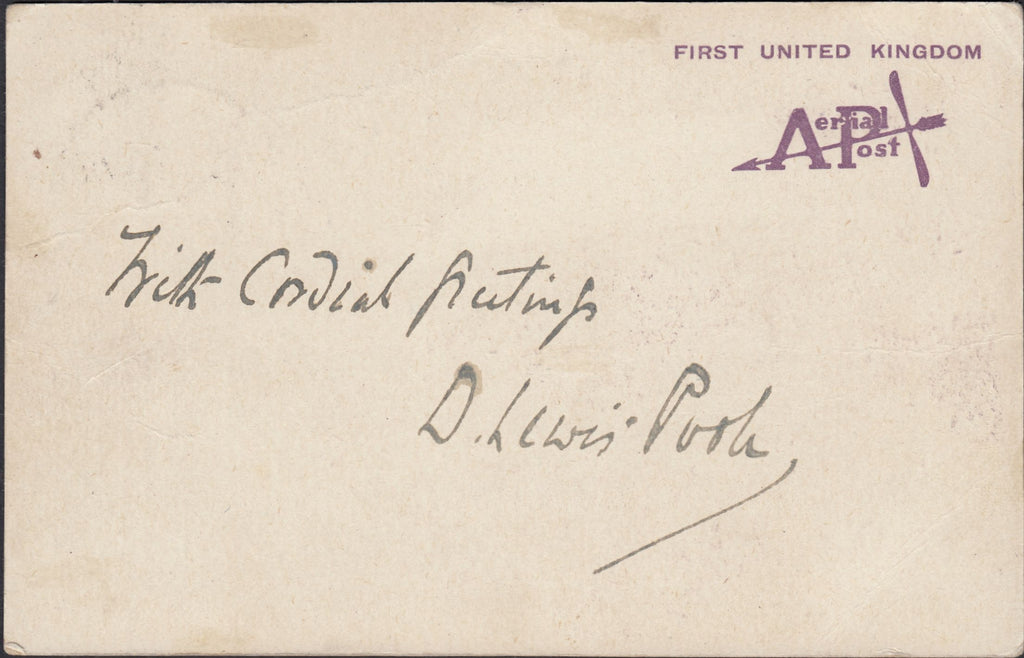 FIRST UNITED KINGDOM
Aerial Post
With Cordial Greetings
D. Lewis Poole